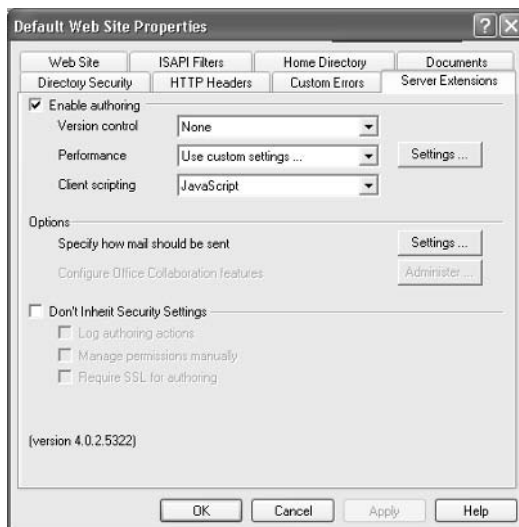 Default Web Site Properties
Web Site ISAPI Filters Home Directory Documents
Directory Security HTTP Headers Custom Errors Server Extensions
Enable authoring
Version control None
Performance Use custom settings ... Settings ...
Client scripting JavaScript
Options
Specify how mail should be sent Settings ...
Configure Office Collaboration features Administer ...
Don't Inherit Security Settings
Log authoring actions
Manage permissions manually
Require SSL for authoring
(version 4.0.2.5322)
OK Cancel Apply Help